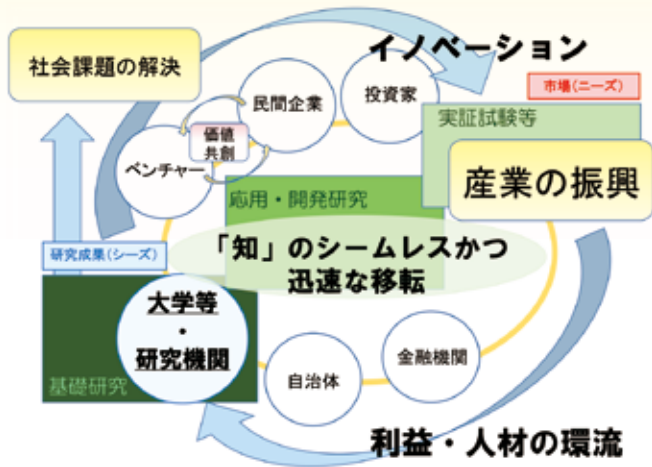 イノベーション
社会課題の解決
投資家
市場(ニーズ)
民間企業
実証試験等
価値
共創
ベンチャー
産業の振興
応用・開発研究
「知」のシームレスかつ
迅速な移転
研究成果(シーズ)
大学等
・
研究機関
基礎研究
自治体
金融機関
利益・人材の環流